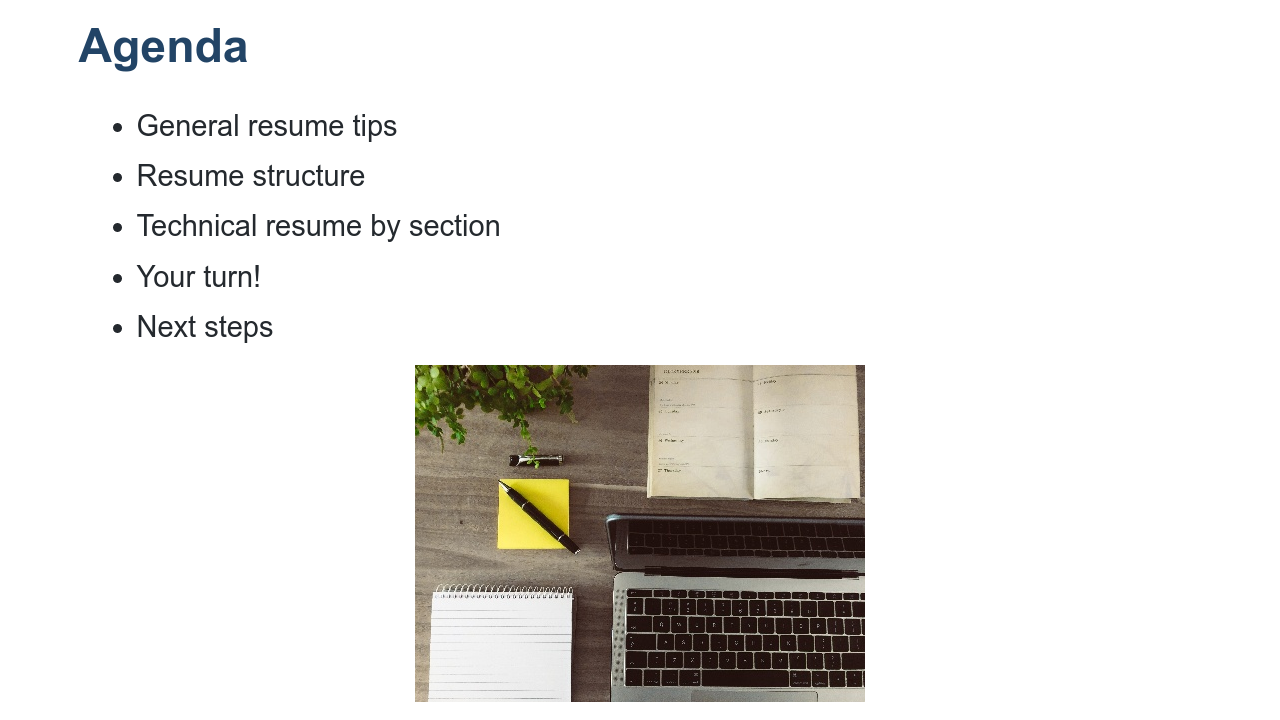 Agenda
General resume tips
Resume structure
Technical resume by section
Your turn!
Next steps